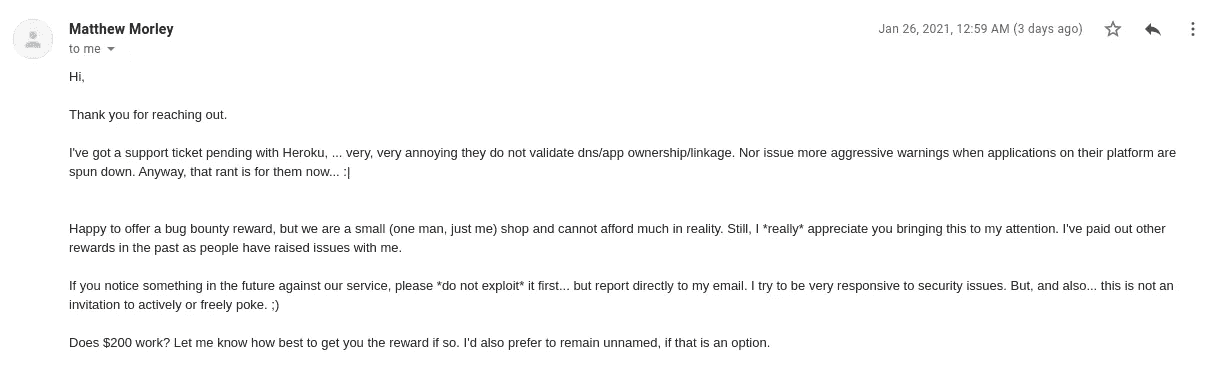 Matthew Morley
Jan 26, 2021, 12:59 AM (3 days ago)
to me
Hi,
Thank you for reaching out.
I've got a support ticket pending with Heroku, ... very, very annoying they do not validate dns/app ownership/linkage. Nor issue more aggressive warnings when applications on their platform are
spun down. Anyway, that rant is for them now... :|
Happy to offer a bug bounty reward, but we are a small (one man, just me) shop and cannot afford much in reality. Still, I *really* appreciate you bringing this to my attention. I've paid out other
rewards in the past as people have raised issues with me.
If you notice something in the future against our service, please *do not exploit* it first... but report directly to my email. I try to be very responsive to security issues. But, and also... this is not an
invitation to actively or freely poke. ;)
Does $200 work? Let me know how best to get you the reward if so. I'd also prefer to remain unnamed, if that is an option.